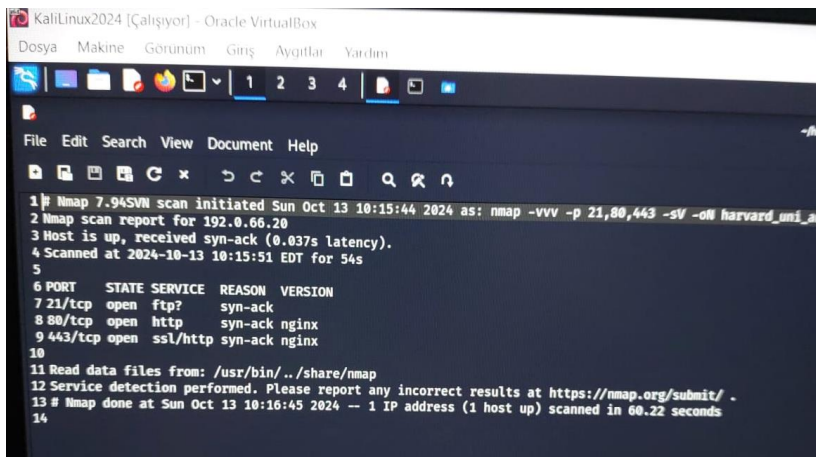 KaliLinux2024 [Çalışıyor] - Oracle VirtualBox
Dosya Makine Görünüm Giriş Aygıtlar Yardım
1 2 3 4
File Edit Search View Document Help
1 # Nmap 7.94SVN scan initiated Sun Oct 13 10:15:44 2024 as: nmap -vvv -p 21,80,443 -sV -oN harvard_uni_a
2 Nmap scan report for 192.0.66.20
3 Host is up, received syn-ack (0.037s latency).
4 Scanned at 2024-10-13 10:15:51 EDT for 54s
5
6 PORT STATE SERVICE REASON VERSION
7 21/tcp open ftp? syn-ack
8 80/tcp open http syn-ack nginx
9 443/tcp open ssl/http syn-ack nginx
10
11 Read data files from: /usr/bin/../share/nmap
12 Service detection performed. Please report any incorrect results at https://nmap.org/submit/ .
13 # Nmap done at Sun Oct 13 10:16:45 2024 -- 1 IP address (1 host up) scanned in 60.22 seconds
14